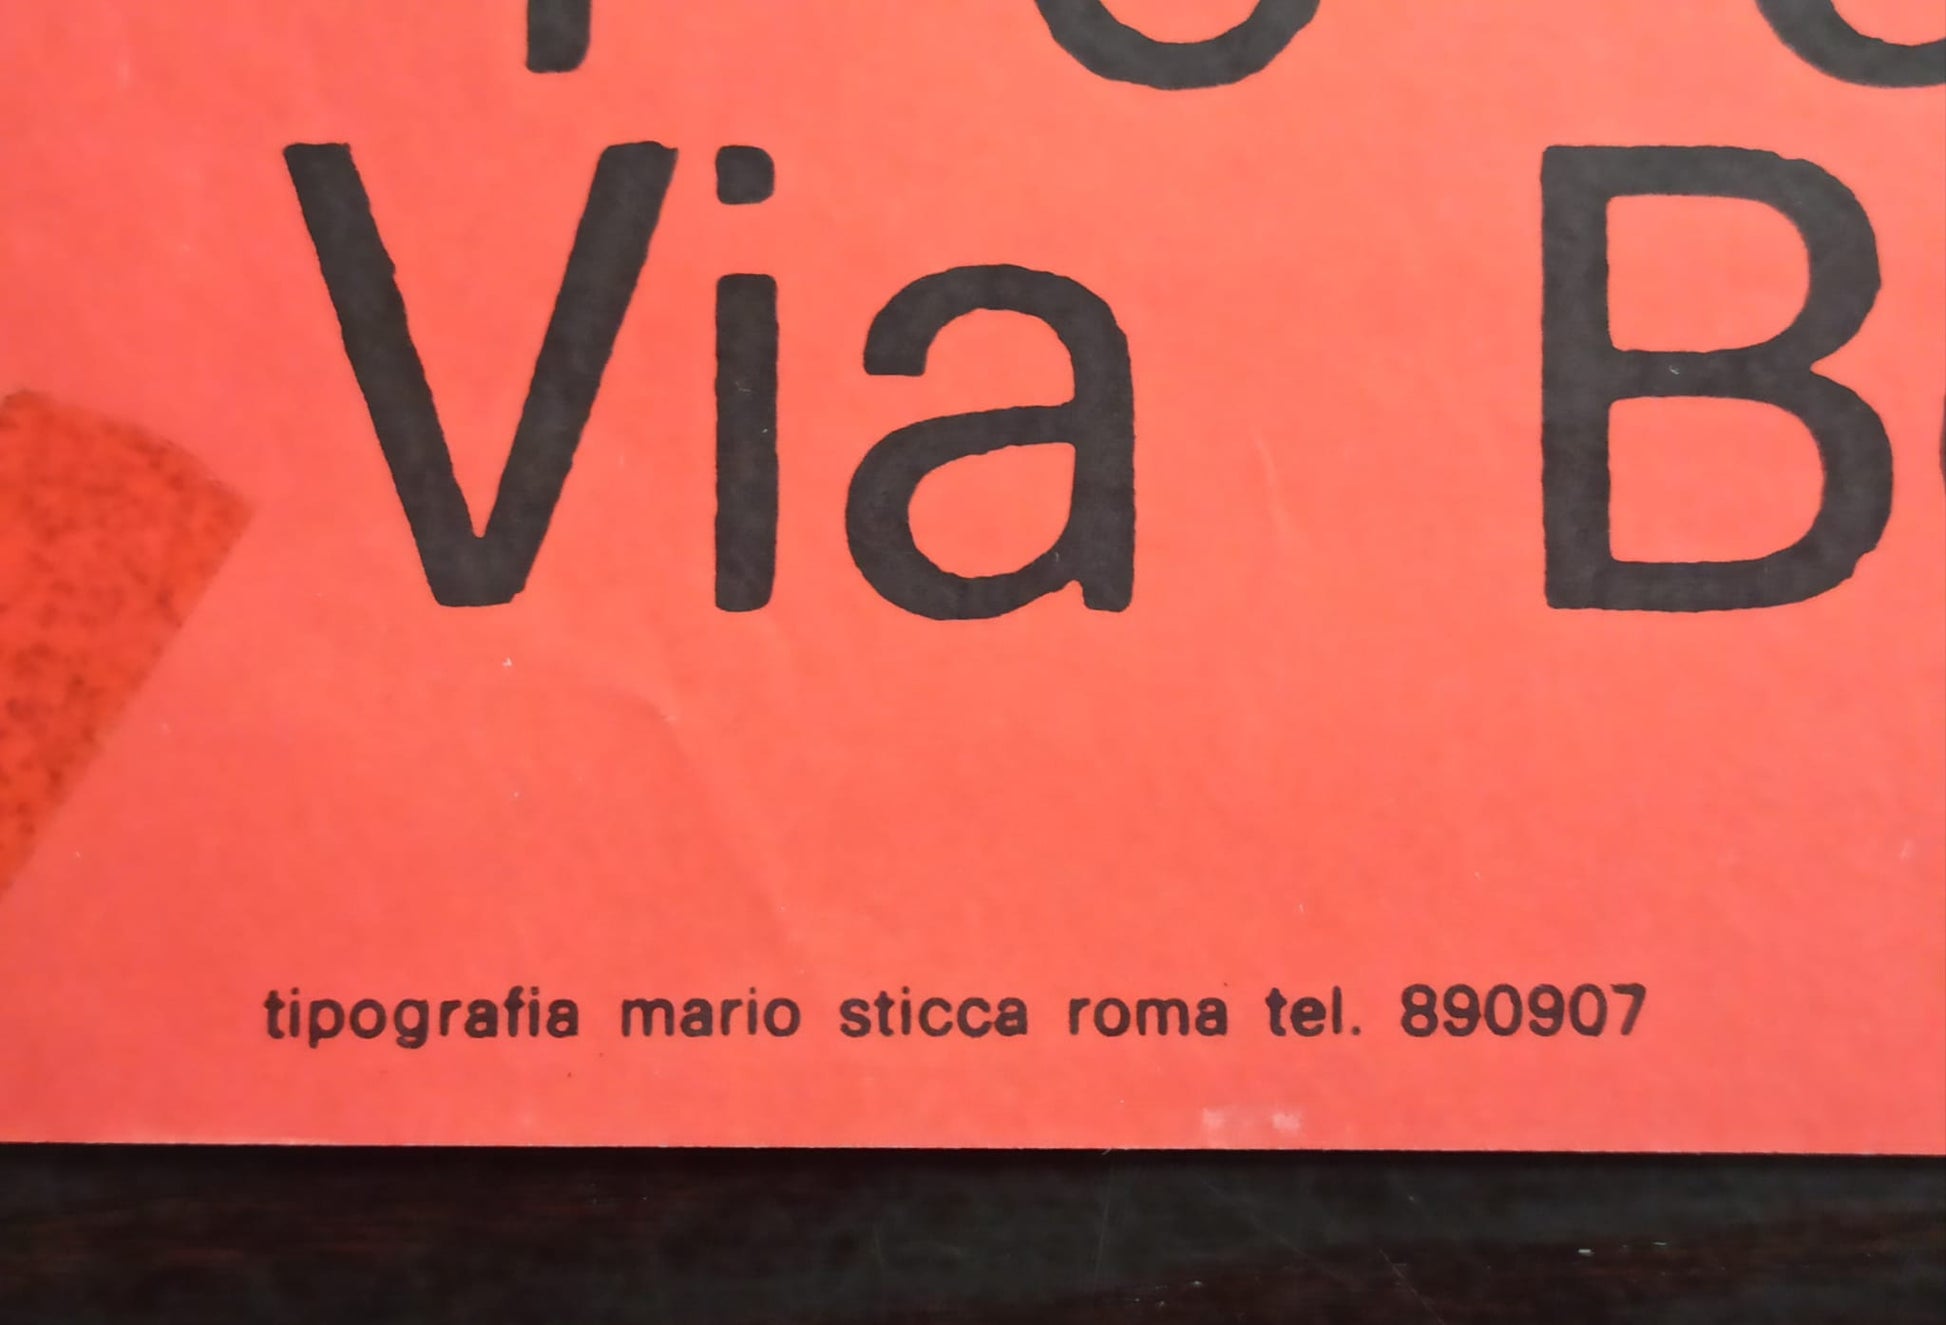 Via B
tipografia mario sticca roma tel. 890907